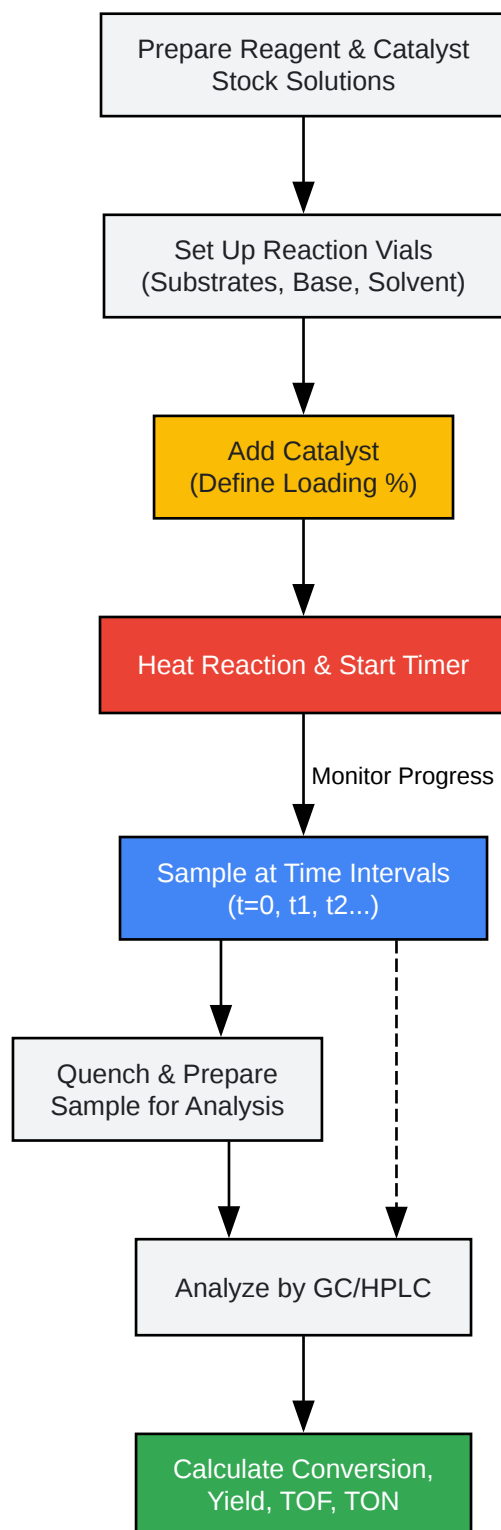 Prepare Reagent & Catalyst
Stock Solutions
Set Up Reaction Vials
(Substrates, Base, Solvent)
Add Catalyst
(Define Loading %)
Heat Reaction & Start Timer
Monitor Progress
Sample at Time Intervals
(t=0, t1, t2...)
Quench & Prepare
Sample for Analysis
Analyze by GC/HPLC
Calculate Conversion,
Yield, TOF, TON